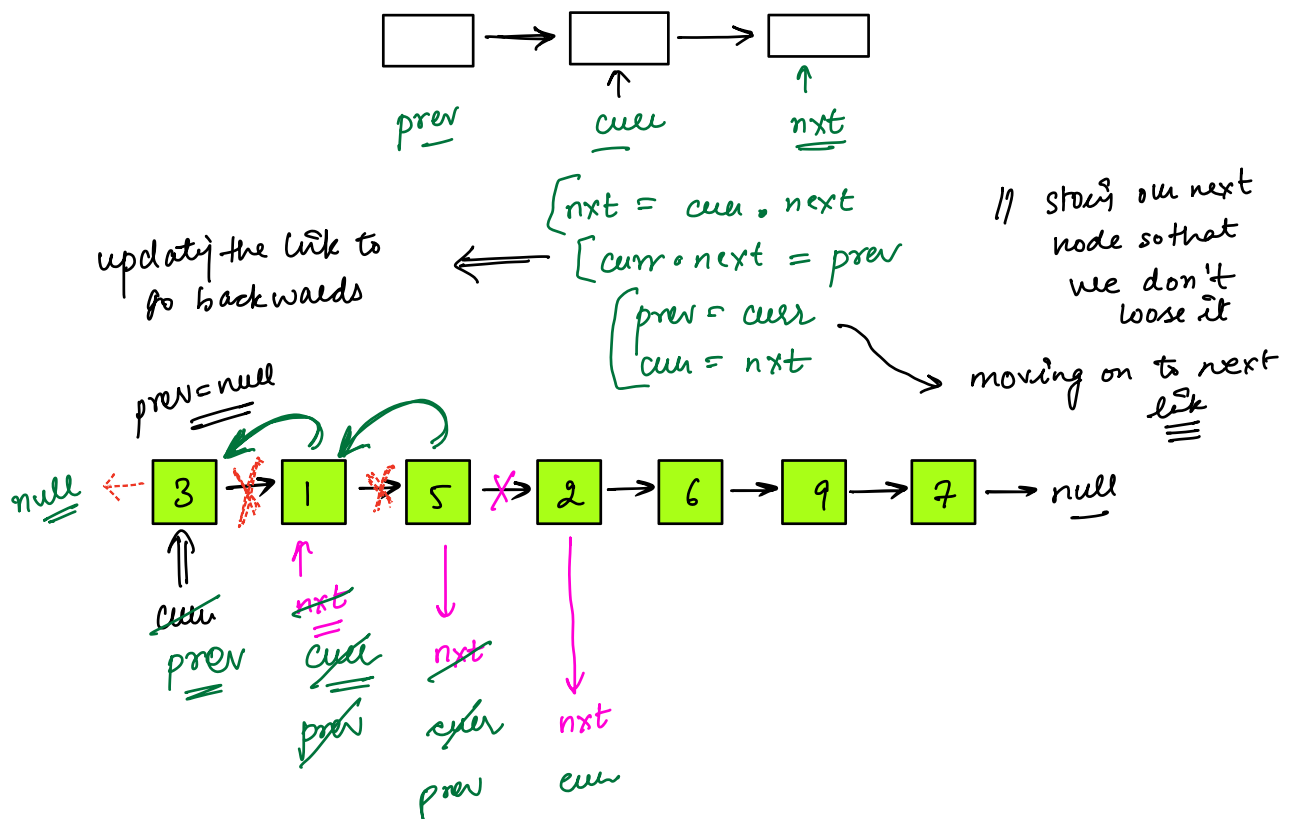 prev curr nxt
nxt = curr . next
curr . next = prev
prev = curr
curr = nxt
// storing our next
node so that
we don't
loose it
updating the link to
go backwards
moving on to next
link
prev = null
null 3 1 5 2 6 9 7 null
curr nxt nxt nxt
prev curr curr curr
prev prev